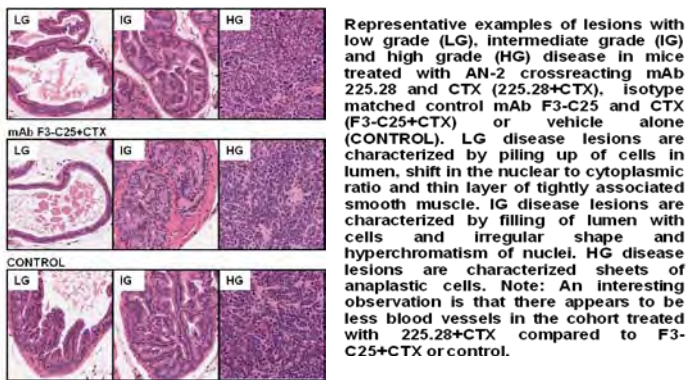 LG IG HG
mAb F3-C25+CTX
LG IG HG
CONTROL
LG IG HG
Representative examples of lesions with
low grade (LG), intermediate grade (IG)
and high grade (HG) disease in mice
treated with AN-2 crossreacting mAb
225.28 and CTX (225.28+CTX), isotype
matched control mAb F3-C25 and CTX
(F3-C25+CTX) or vehicle alone
(CONTROL). LG disease lesions are
characterized by piling up of cells in
lumen, shift in the nuclear to cytoplasmic
ratio and thin layer of tightly associated
smooth muscle. IG disease lesions are
characterized by filling of lumen with
cells and irregular shape and
hyperchromatism of nuclei. HG disease
lesions are characterized sheets of
anaplastic cells. Note: An interesting
observation is that there appears to be
less blood vessels in the cohort treated
with 225.28+CTX compared to F3-
C25+CTX or control.